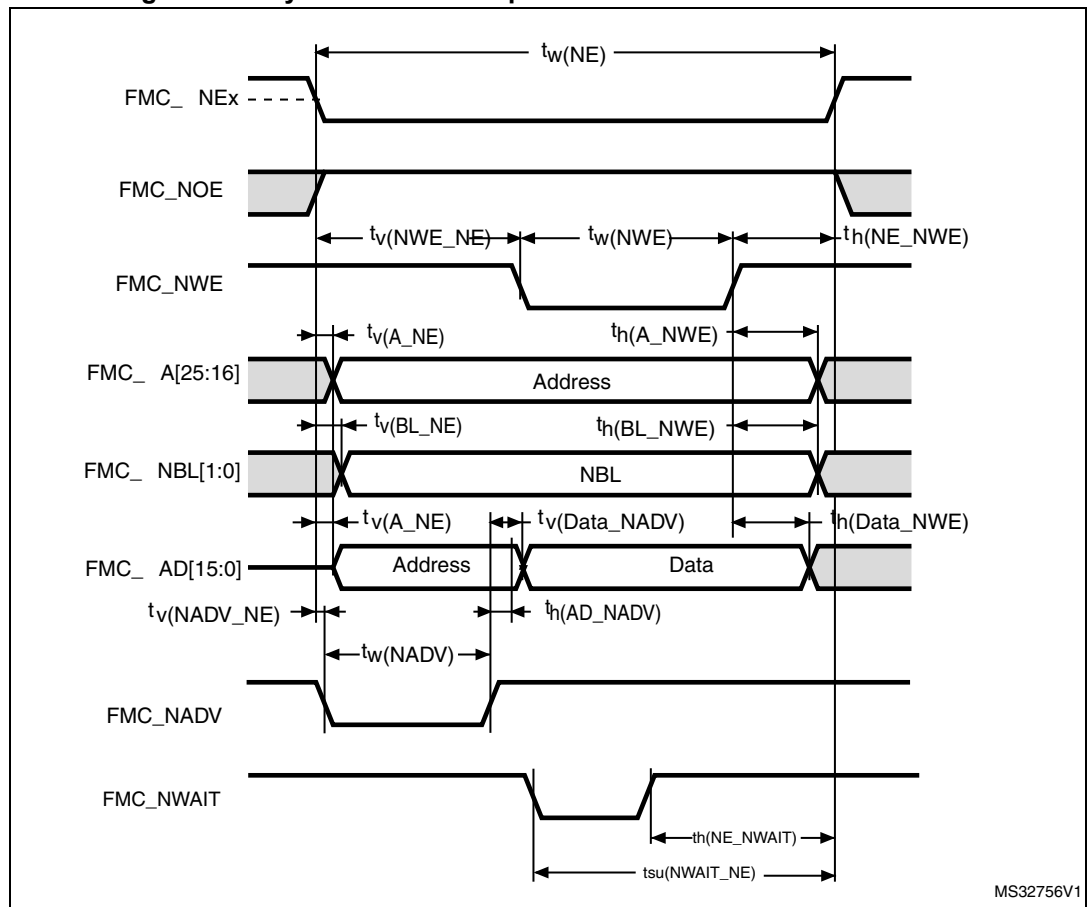 tw(NE)
FMC_ NEx
FMC_NOE
tv(NWE_NE) tw(NWE) th(NE_NWE)
FMC_NWE
tv(A_NE) th(A_NWE)
FMC_ A[25:16] Address
tv(BL_NE) th(BL_NWE)
FMC_ NBL[1:0] NBL
tv(A_NE) tv(Data_NADV) th(Data_NWE)
FMC_ AD[15:0] Address Data
tv(NADV_NE) th(AD_NADV)
tw(NADV)
FMC_NADV
FMC_NWAIT
th(NE_NWAIT)
tsu(NWAIT_NE)
MS32756V1